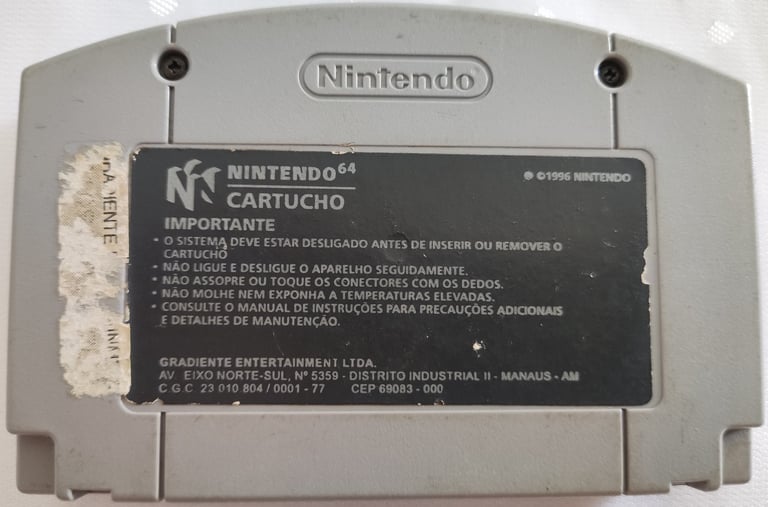 Nintendo
NINTENDO 64
CARTUCHO
® ©1996 NINTENDO
IMPORTANTE
• O SISTEMA DEVE ESTAR DESLIGADO ANTES DE INSERIR OU REMOVER O
CARTUCHO
• NÃO LIGUE E DESLIGUE O APARELHO SEGUIDAMENTE.
• NÃO ASSOPRE OU TOQUE OS CONECTORES COM OS DEDOS.
• NÃO MOLHE NEM EXPONHA A TEMPERATURAS ELEVADAS.
• CONSULTE O MANUAL DE INSTRUÇÕES PARA PRECAUÇÕES ADICIONAIS
E DETALHES DE MANUTENÇÃO.
GRADIENTE ENTERTAINMENT LTDA.
AV EIXO NORTE-SUL, Nº 5359 - DISTRITO INDUSTRIAL II - MANAUS - AM
C.G.C 23 010 804 / 0001 - 77 CEP 69083 - 000